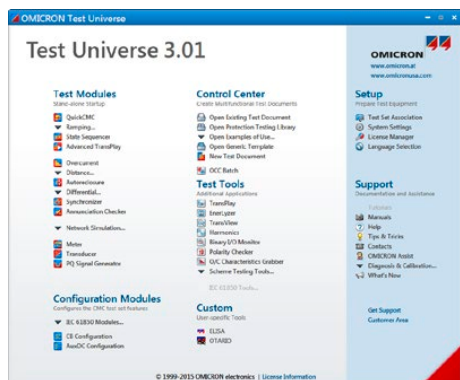 OMICRON Test Universe
Test Universe 3.01
OMICRON
www.omicron.at
www.omicronusa.com
Test Modules
Stand-alone Startup
QuickCMC
Ramping...
State Sequencer
Advanced TransPlay
Overcurrent
Distance...
Autoreclosure
Differential...
Synchronizer
Annunciation Checker
Network Simulation...
Meter
Transducer
PQ Signal Generator
Configuration Modules
Configures the CMC test set features
IEC 61850 Modules...
CB Configuration
AuxDC Configuration
Control Center
Create Multifunctional Test Documents
Open Existing Test Document
Open Protection Testing Library
Open Examples of Use...
Open Generic Template
New Test Document
OCC Batch
Test Tools
Additional Applications
TransPlay
EnerLyzer
TransView
Harmonics
Binary I/O Monitor
Polarity Checker
O/C Characteristics Grabber
Scheme Testing Tools...
IEC 61850 Tools...
Custom
User-specific Tools
ELISA
OTARID
Setup
Prepare Test Equipment
Test Set Association
System Settings
License Manager
Language Selection
Support
Documentation and Assistance
Tutorials
Manuals
Help
Tips & Tricks
Contacts
OMICRON Assist
Diagnosis & Calibration...
What's New
Get Support
Customer Area
© 1999-2015 OMICRON electronics | License Information